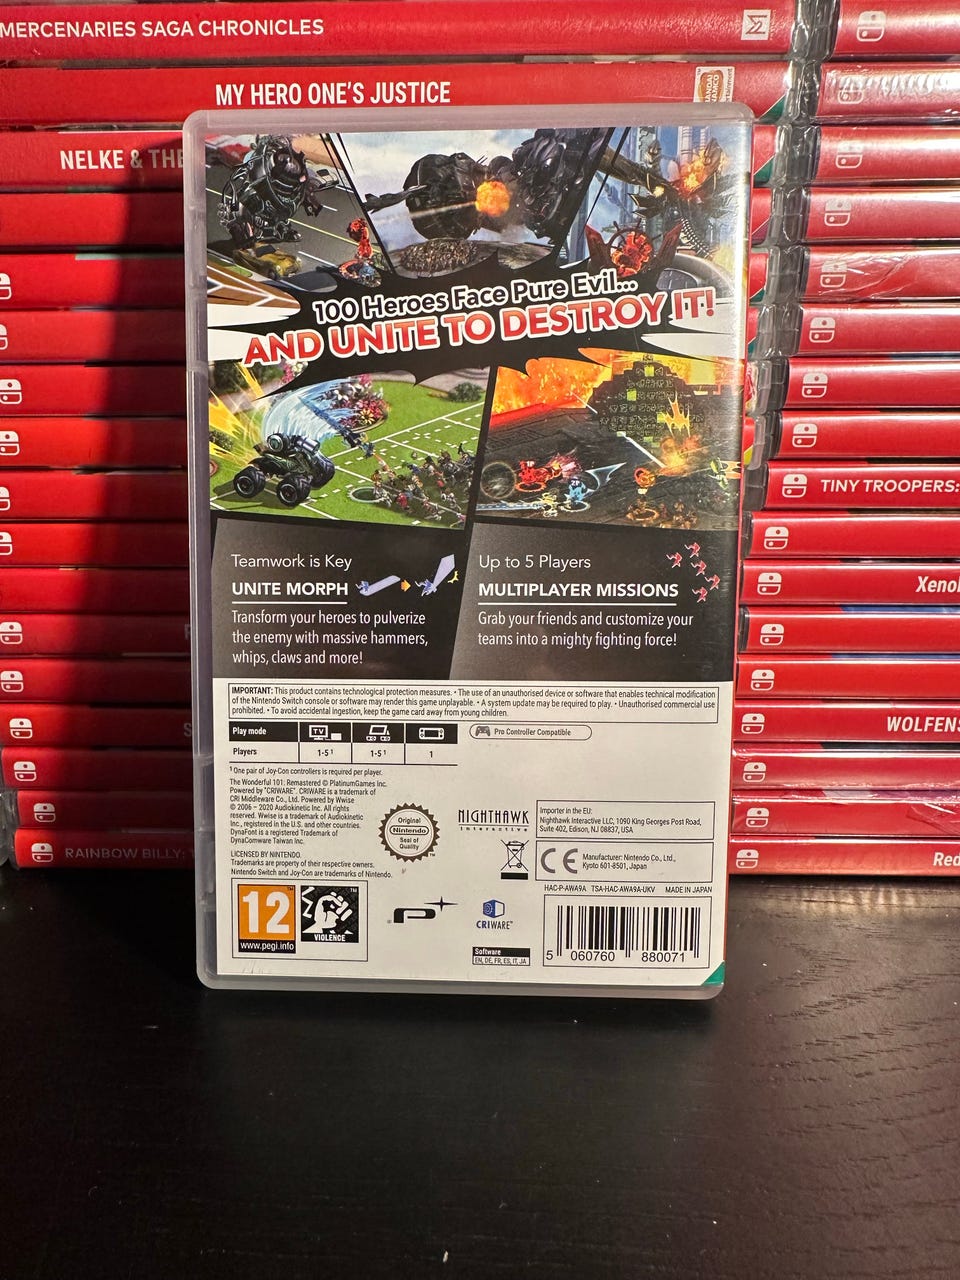 MERCENARIES SAGA CHRONICLES
MY HERO ONE'S JUSTICE
NELKE & THE
TINY TROOPERS:
WOLFENS
RAINBOW BILLY:
Red
100 Heroes Face Pure Evil...
AND UNITE TO DESTROY IT!
Teamwork is Key
UNITE MORPH
Transform your heroes to pulverize
the enemy with massive hammers,
whips, claws and more!
Up to 5 Players
MULTIPLAYER MISSIONS
Grab your friends and customize your
teams into a mighty fighting force!
IMPORTANT: This product contains technological protection measures. • The use of an unauthorised device or software that enables technical modification
of the Nintendo Switch console or software may render this game unplayable. • A system update may be required to play. • Unauthorised commercial use
prohibited. • To avoid accidental ingestion, keep the game card away from young children.
Play mode
TV
Players
1-5¹
1-5¹
1
Pro Controller Compatible
¹ One pair of Joy-Con controllers is required per player.
The Wonderful 101: Remastered © PlatinumGames Inc.
Powered by "CRIWARE". CRIWARE is a trademark of
CRI Middleware Co., Ltd. Powered by Wwise
© 2006 – 2020 Audiokinetic Inc. All rights
reserved. Wwise is a trademark of Audiokinetic
Inc., registered in the U.S. and other countries.
DynaFont is a registered Trademark of
DynaComware Taiwan Inc.
LICENSED BY NINTENDO.
Trademarks are property of their respective owners.
Nintendo Switch and Joy-Con are trademarks of Nintendo.
Original
Nintendo
Seal of
Quality
TM
NIGHTHAWK
Interactive
Importer in the EU:
Nighthawk Interactive LLC, 1090 King Georges Post Road,
Suite 402, Edison, NJ 08837, USA
CE
Manufacturer: Nintendo Co., Ltd.,
Kyoto 601-8501, Japan
HAC-P-AWA9A TSA-HAC-AWA9A-UKV MADE IN JAPAN
12
www.pegi.info
VIOLENCE
CRIWARE™
Software
EN, DE, FR, ES, IT, JA
5 060760 880071